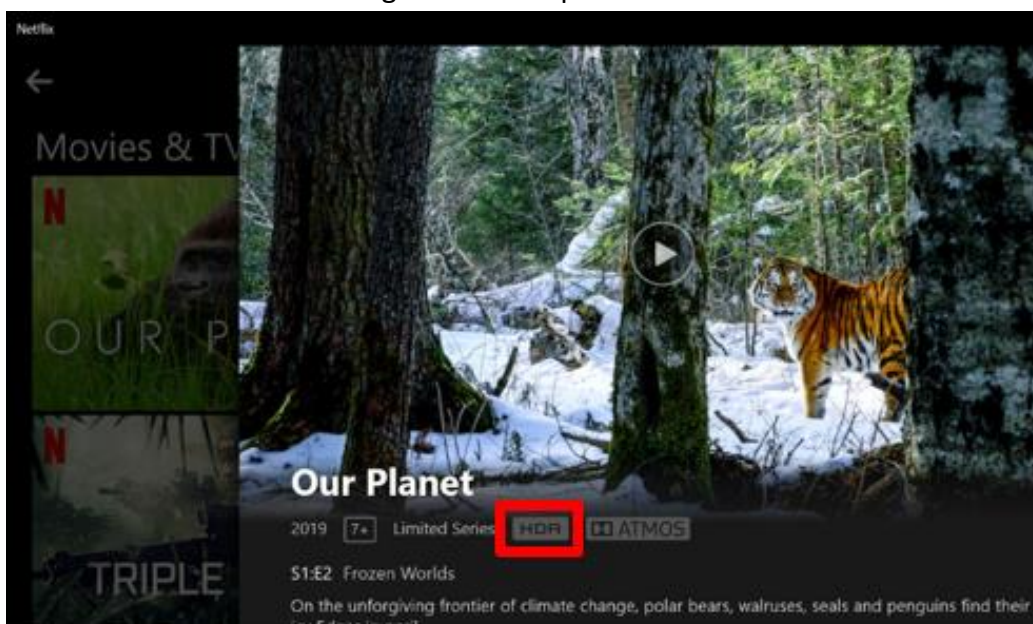 Netflix
Movies & TV
N
OUR P
N
TRIPLE
Our Planet
2019 7+ Limited Series HDR ATMOS
S1:E2 Frozen Worlds
On the unforgiving frontier of climate change, polar bears, walruses, seals and penguins find their